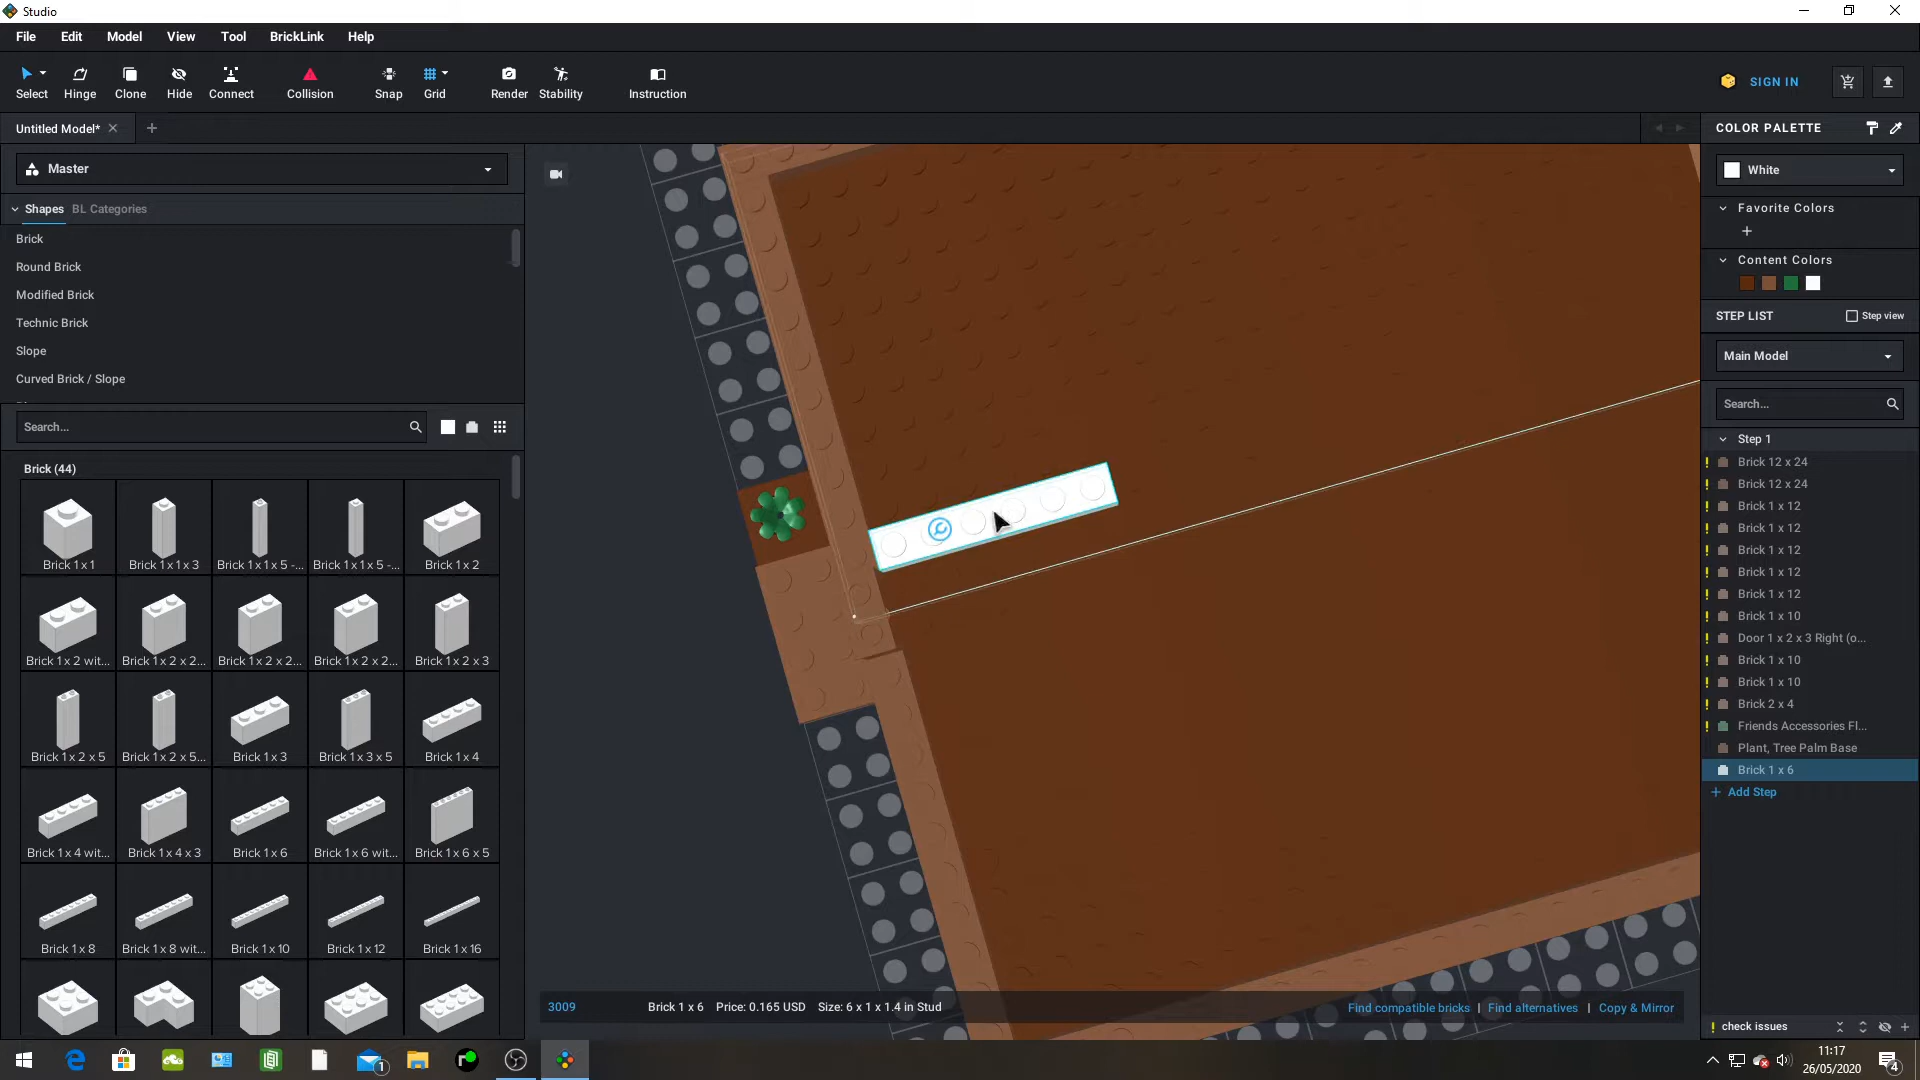 Studio
File Edit Model View Tool BrickLink Help
Select Hinge Clone Hide Connect Collision Snap Grid Render Stability Instruction SIGN IN
Untitled Model*
Master
Shapes BL Categories
Brick
Round Brick
Modified Brick
Technic Brick
Slope
Curved Brick / Slope
Search...
Brick (44)
Brick 1 x 1 Brick 1 x 1 x 3 Brick 1 x 1 x 5 -... Brick 1 x 1 x 5 -... Brick 1 x 2
Brick 1 x 2 wit... Brick 1 x 2 x 2... Brick 1 x 2 x 2... Brick 1 x 2 x 2... Brick 1 x 2 x 3
Brick 1 x 2 x 5 Brick 1 x 2 x 5... Brick 1 x 3 Brick 1 x 3 x 5 Brick 1 x 4
Brick 1 x 4 wit... Brick 1 x 4 x 3 Brick 1 x 6 Brick 1 x 6 wit... Brick 1 x 6 x 5
Brick 1 x 8 Brick 1 x 8 wit... Brick 1 x 10 Brick 1 x 12 Brick 1 x 16
3009 Brick 1 x 6 Price: 0.165 USD Size: 6 x 1 x 1.4 in Stud
Find compatible bricks | Find alternatives | Copy & Mirror
COLOR PALETTE
White
Favorite Colors
Content Colors
STEP LIST Step view
Main Model
Search...
Step 1
Brick 12 x 24
Brick 12 x 24
Brick 1 x 12
Brick 1 x 12
Brick 1 x 12
Brick 1 x 12
Brick 1 x 12
Brick 1 x 10
Door 1 x 2 x 3 Right (o...
Brick 1 x 10
Brick 1 x 10
Brick 2 x 4
Friends Accessories Fl...
Plant, Tree Palm Base
Brick 1 x 6
Add Step
check issues
1
11:17
26/05/2020
4